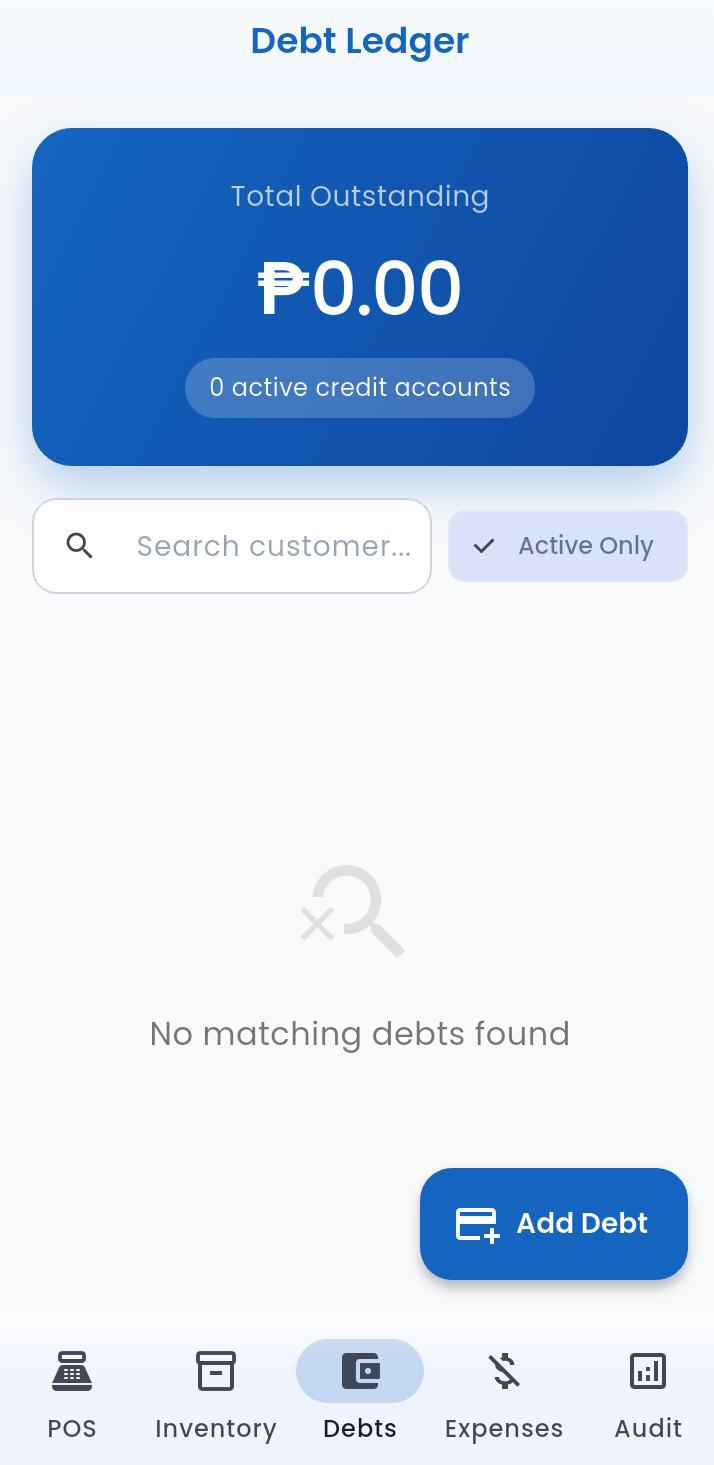 Debt Ledger
Total Outstanding
₱0.00
0 active credit accounts
Search customer...
Active Only
No matching debts found
Add Debt
POS
Inventory
Debts
Expenses
Audit